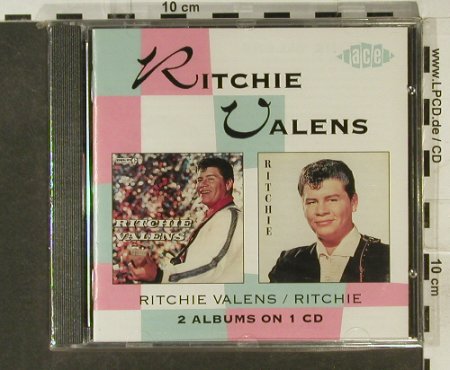 10 cm
ace
RITCHIE
VALENS
RITCHIE
VALENS
RITCHIE
RITCHIE VALENS / RITCHIE
2 ALBUMS ON 1 CD
www.LPCD.de / CD
10 cm